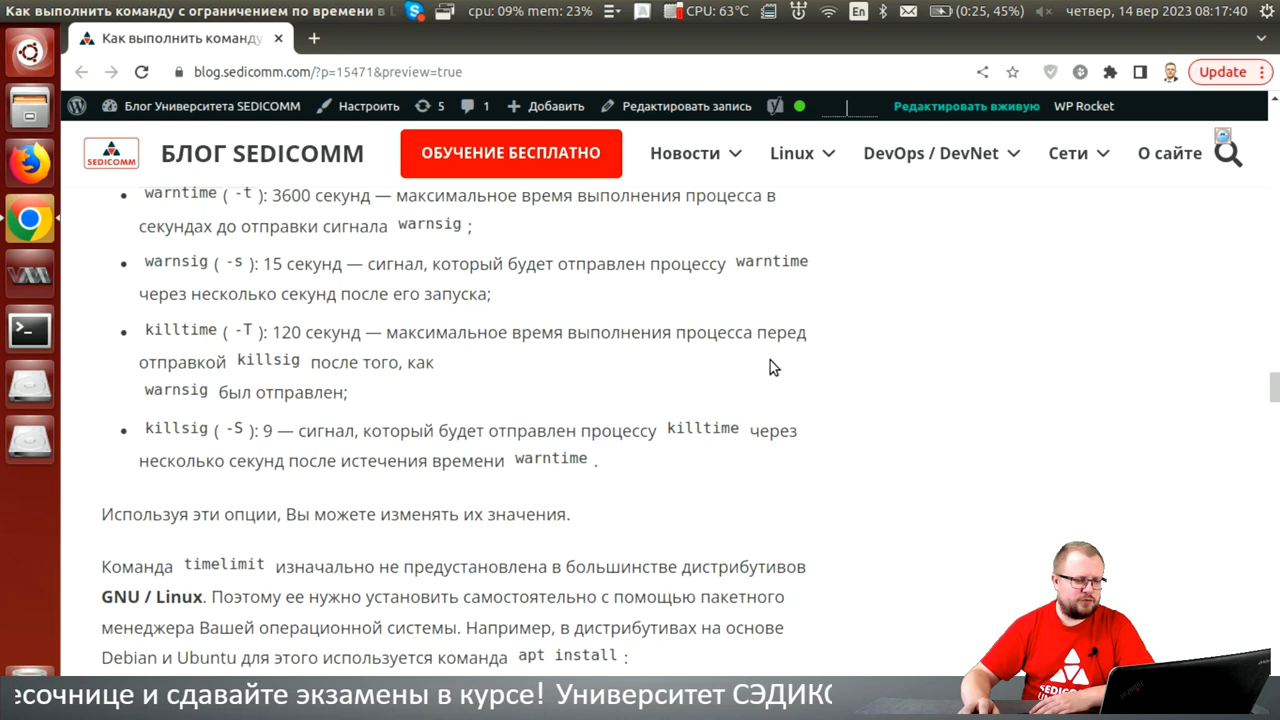 Как выполнить команду с ограничением по времени в L
cpu: 09% mem: 23%
CPU: 63°C
En
(0:25, 45%)
четвер, 14 вер 2023 08:17:40
Как выполнить команду
blog.sedicomm.com/?p=15471&preview=true
Update
Блог Университета SEDICOMM
Настроить
5
1
Добавить
Редактировать запись
Редактировать вживую
WP Rocket
SEDICOMM
БЛОГ SEDICOMM
ОБУЧЕНИЕ БЕСПЛАТНО
Новости
Linux
DevOps / DevNet
Сети
О сайте
warntime ( -t ): 3600 секунд — максимальное время выполнения процесса в
секундах до отправки сигнала warnsig ;
warnsig ( -s ): 15 секунд — сигнал, который будет отправлен процессу warntime
через несколько секунд после его запуска;
killtime ( -T ): 120 секунд — максимальное время выполнения процесса перед
отправкой killsig после того, как
warnsig был отправлен;
killsig ( -S ): 9 — сигнал, который будет отправлен процессу killtime через
несколько секунд после истечения времени warntime .
Используя эти опции, Вы можете изменять их значения.
Команда timelimit изначально не предустановлена в большинстве дистрибутивов
GNU / Linux. Поэтому ее нужно установить самостоятельно с помощью пакетного
менеджера Вашей операционной системы. Например, в дистрибутивах на основе
Debian и Ubuntu для этого используется команда apt install :
есочнице и сдавайте экзамены в курсе! Университет СЭДИКО